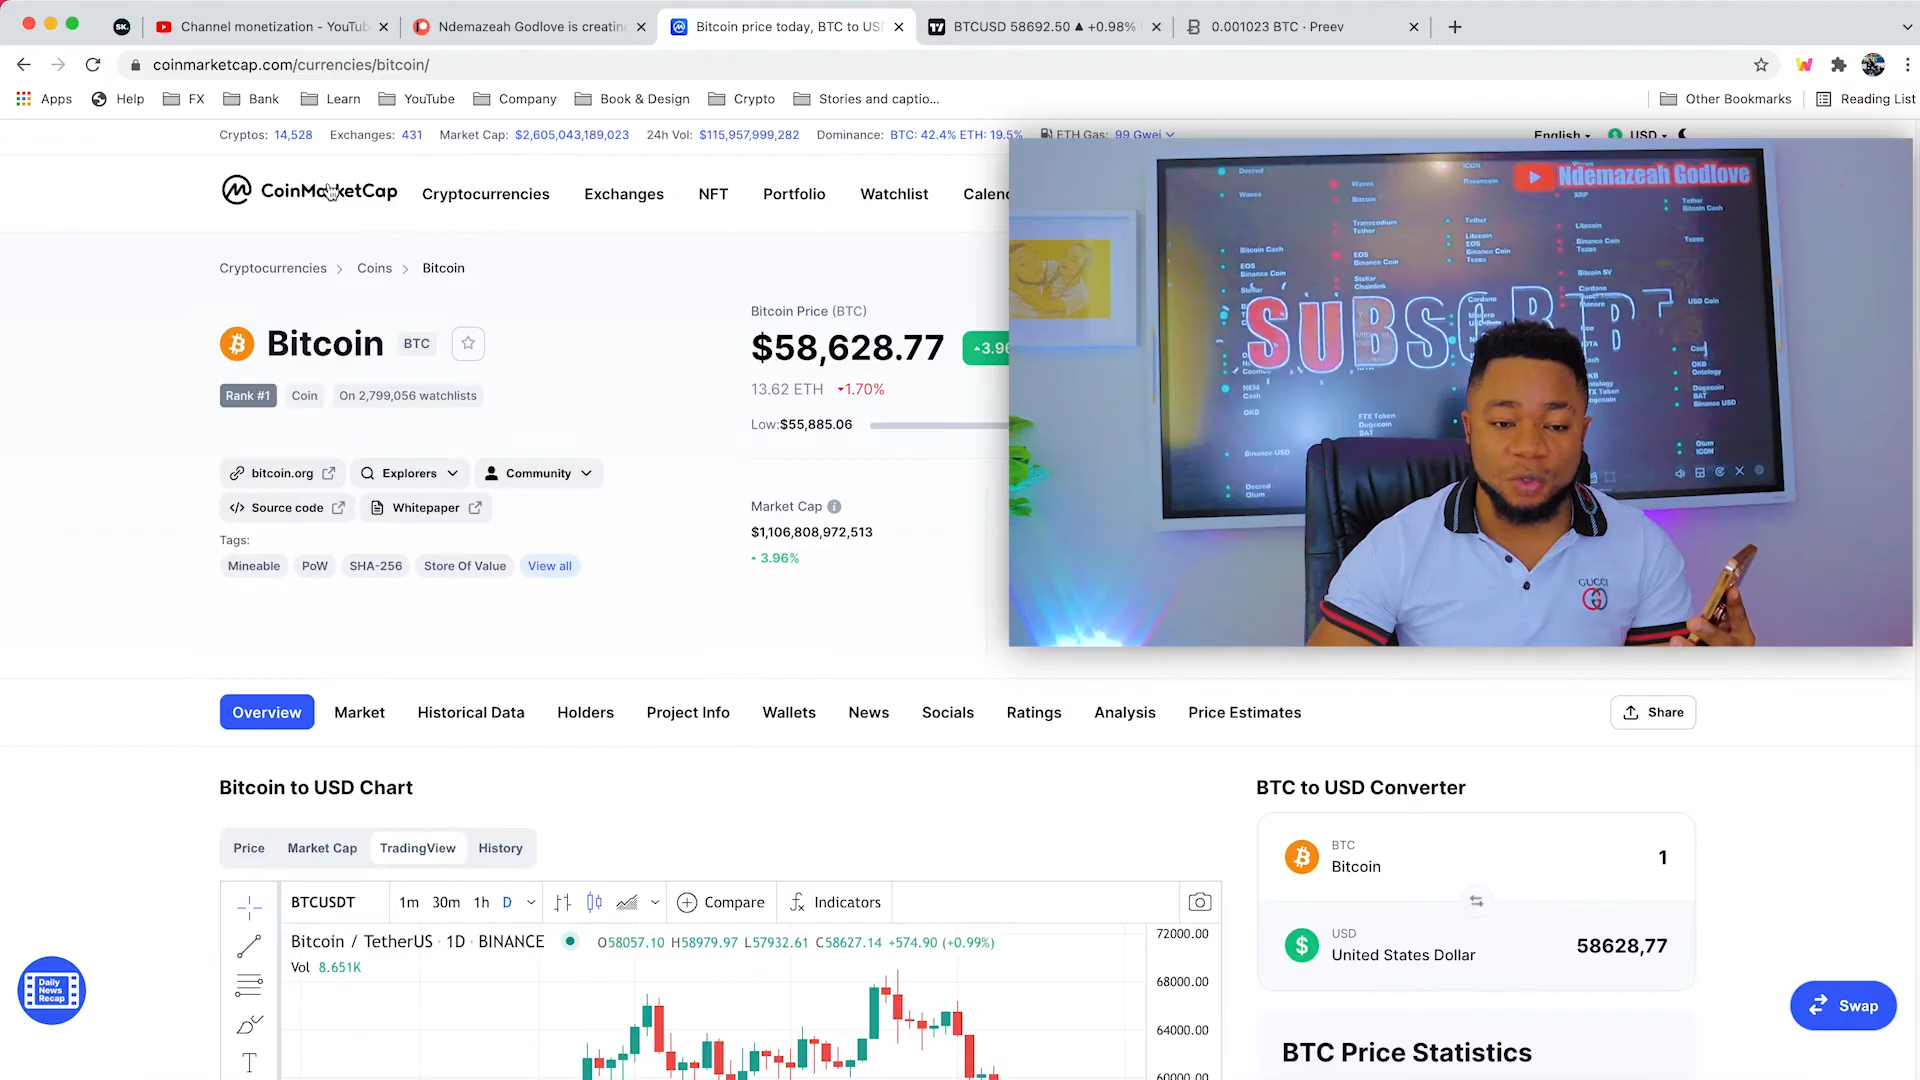 Channel monetization - YouTub
Ndemazeah Godlove is creating
Bitcoin price today, BTC to US
BTCUSD 58692.50 ▲ +0.98%
0.001023 BTC · Preev
coinmarketcap.com/currencies/bitcoin/
Apps Help FX Bank Learn YouTube Company Book & Design Crypto Stories and captio... Other Bookmarks Reading List
Cryptos: 14,528 Exchanges: 431 Market Cap: $2,605,043,189,023 24h Vol: $115,957,999,282 Dominance: BTC: 42.4% ETH: 19.5% ETH Gas: 99 Gwei English USD
CoinMarketCap Cryptocurrencies Exchanges NFT Portfolio Watchlist Calend
Ndemazeah Godlove
Cryptocurrencies > Coins > Bitcoin
Bitcoin BTC
Rank #1 Coin On 2,799,056 watchlists
bitcoin.org Explorers Community
Source code Whitepaper
Tags:
Mineable PoW SHA-256 Store Of Value View all
Bitcoin Price (BTC)
$58,628.77 3.96
13.62 ETH 1.70%
Low:$55,885.06
Market Cap
$1,106,808,972,513
3.96%
GUCCI
Overview Market Historical Data Holders Project Info Wallets News Socials Ratings Analysis Price Estimates Share
Bitcoin to USD Chart
Price Market Cap TradingView History
BTCUSDT 1m 30m 1h D Compare Indicators
Bitcoin / TetherUS · 1D · BINANCE O58057.10 H58979.97 L57932.61 C58627.14 +574.90 (+0.99%)
Vol 8.651K
72000.00
68000.00
64000.00
60000.00
Daily
News
Recap
BTC to USD Converter
BTC
Bitcoin 1
USD
United States Dollar 58628,77
Swap
BTC Price Statistics